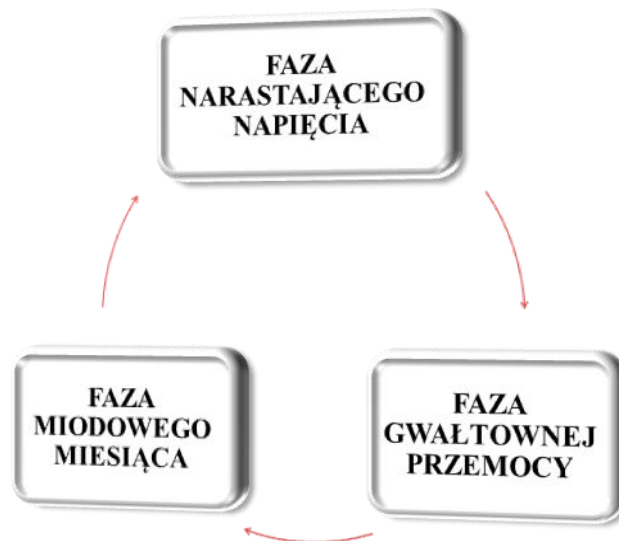 FAZA
NARASTAJĄCEGO
NAPIĘCIA
FAZA
MIODOWEGO
MIESIĄCA
FAZA
GWAŁTOWNEJ
PRZEMOCY